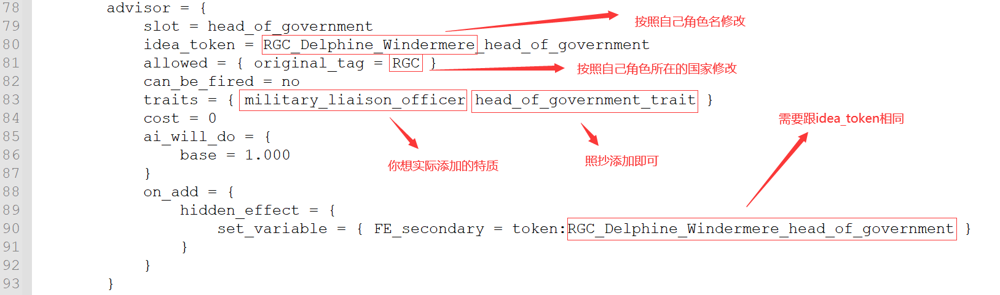 78 advisor = {
79 slot = head_of_government
按照自己角色名修改
80 idea_token = RGC_Delphine_Windermere_head_of_government
81 allowed = { original_tag = RGC }
按照自己角色所在的国家修改
82 can_be_fired = no
83 traits = { military_liaison_officer head_of_government_trait }
84 cost = 0
需要跟idea_token相同
85 ai_will_do = {
86 base = 1.000
你想实际添加的特质
照抄添加即可
87 }
88 on_add = {
89 hidden_effect = {
90 set_variable = { FE_secondary = token:RGC_Delphine_Windermere_head_of_government }
91 }
92 }
93 }